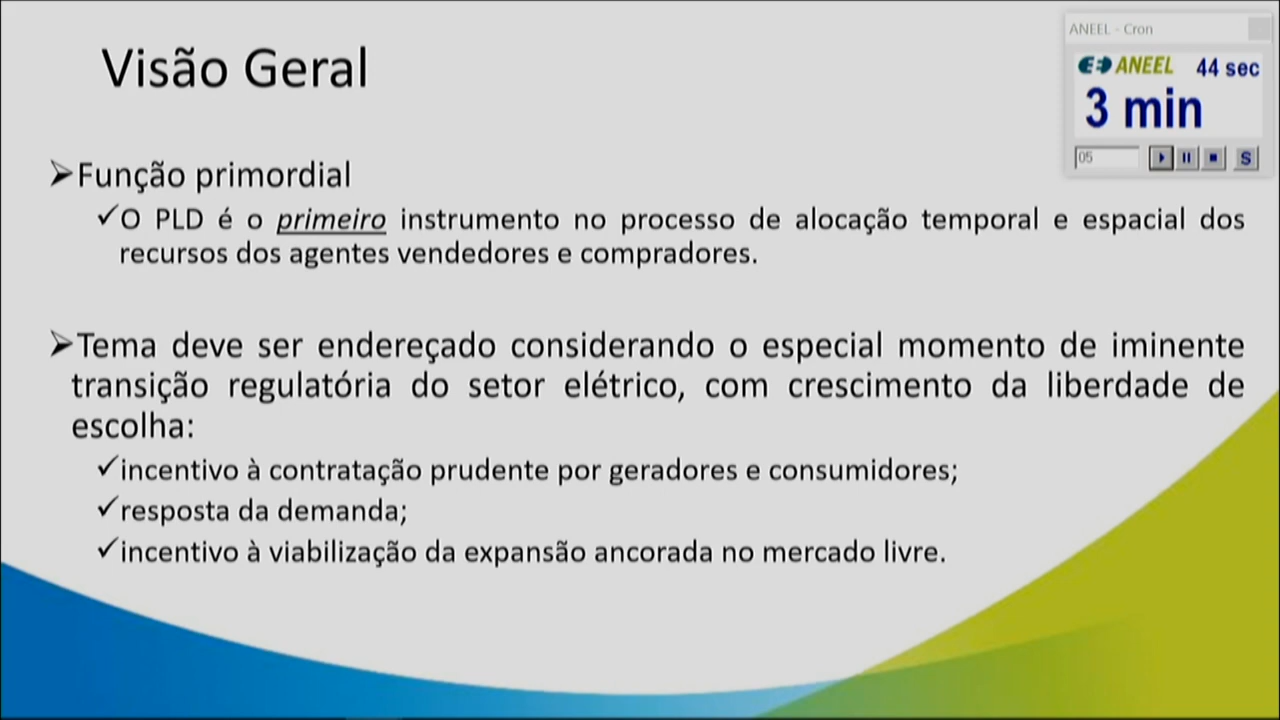 Visão Geral
ANEEL - Cron
ANEEL 44 sec
3 min
05
S
➢Função primordial
✓O PLD é o primeiro instrumento no processo de alocação temporal e espacial dos
recursos dos agentes vendedores e compradores.
➢Tema deve ser endereçado considerando o especial momento de iminente
transição regulatória do setor elétrico, com crescimento da liberdade de
escolha:
✓incentivo à contratação prudente por geradores e consumidores;
✓resposta da demanda;
✓incentivo à viabilização da expansão ancorada no mercado livre.